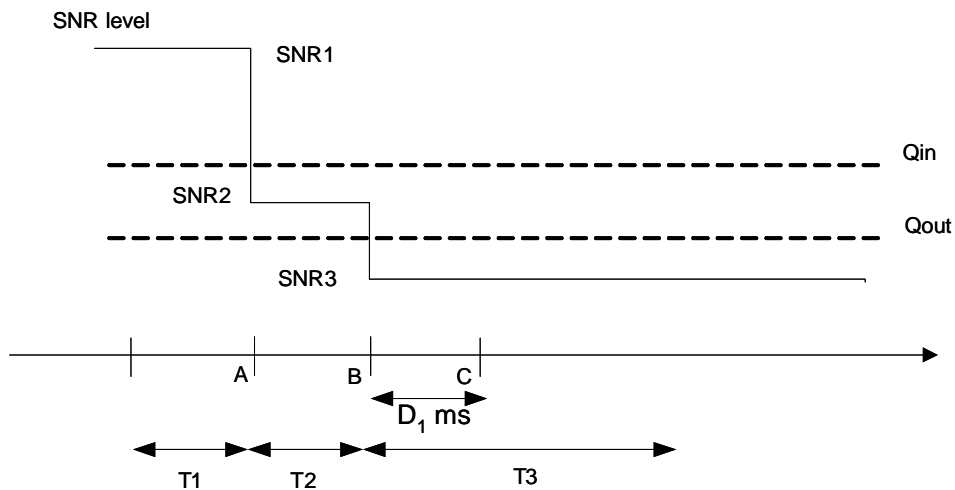 SNR level
SNR1
Qin
SNR2
Qout
SNR3
A
B
C
D₁ ms
T1
T2
T3